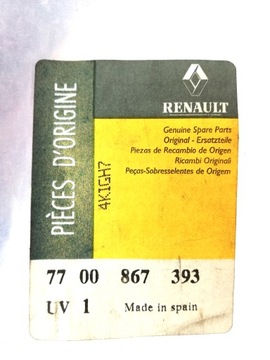 RENAULT
PIÈCES D'ORIGINE
Genuine Spare Parts
Original - Ersatzteile
Piezas de Recambio de Origen
Ricambi Originali
Peças-Sobresselentes de Origem
4KIGH7
77 00 867 393
UV 1 Made in spain